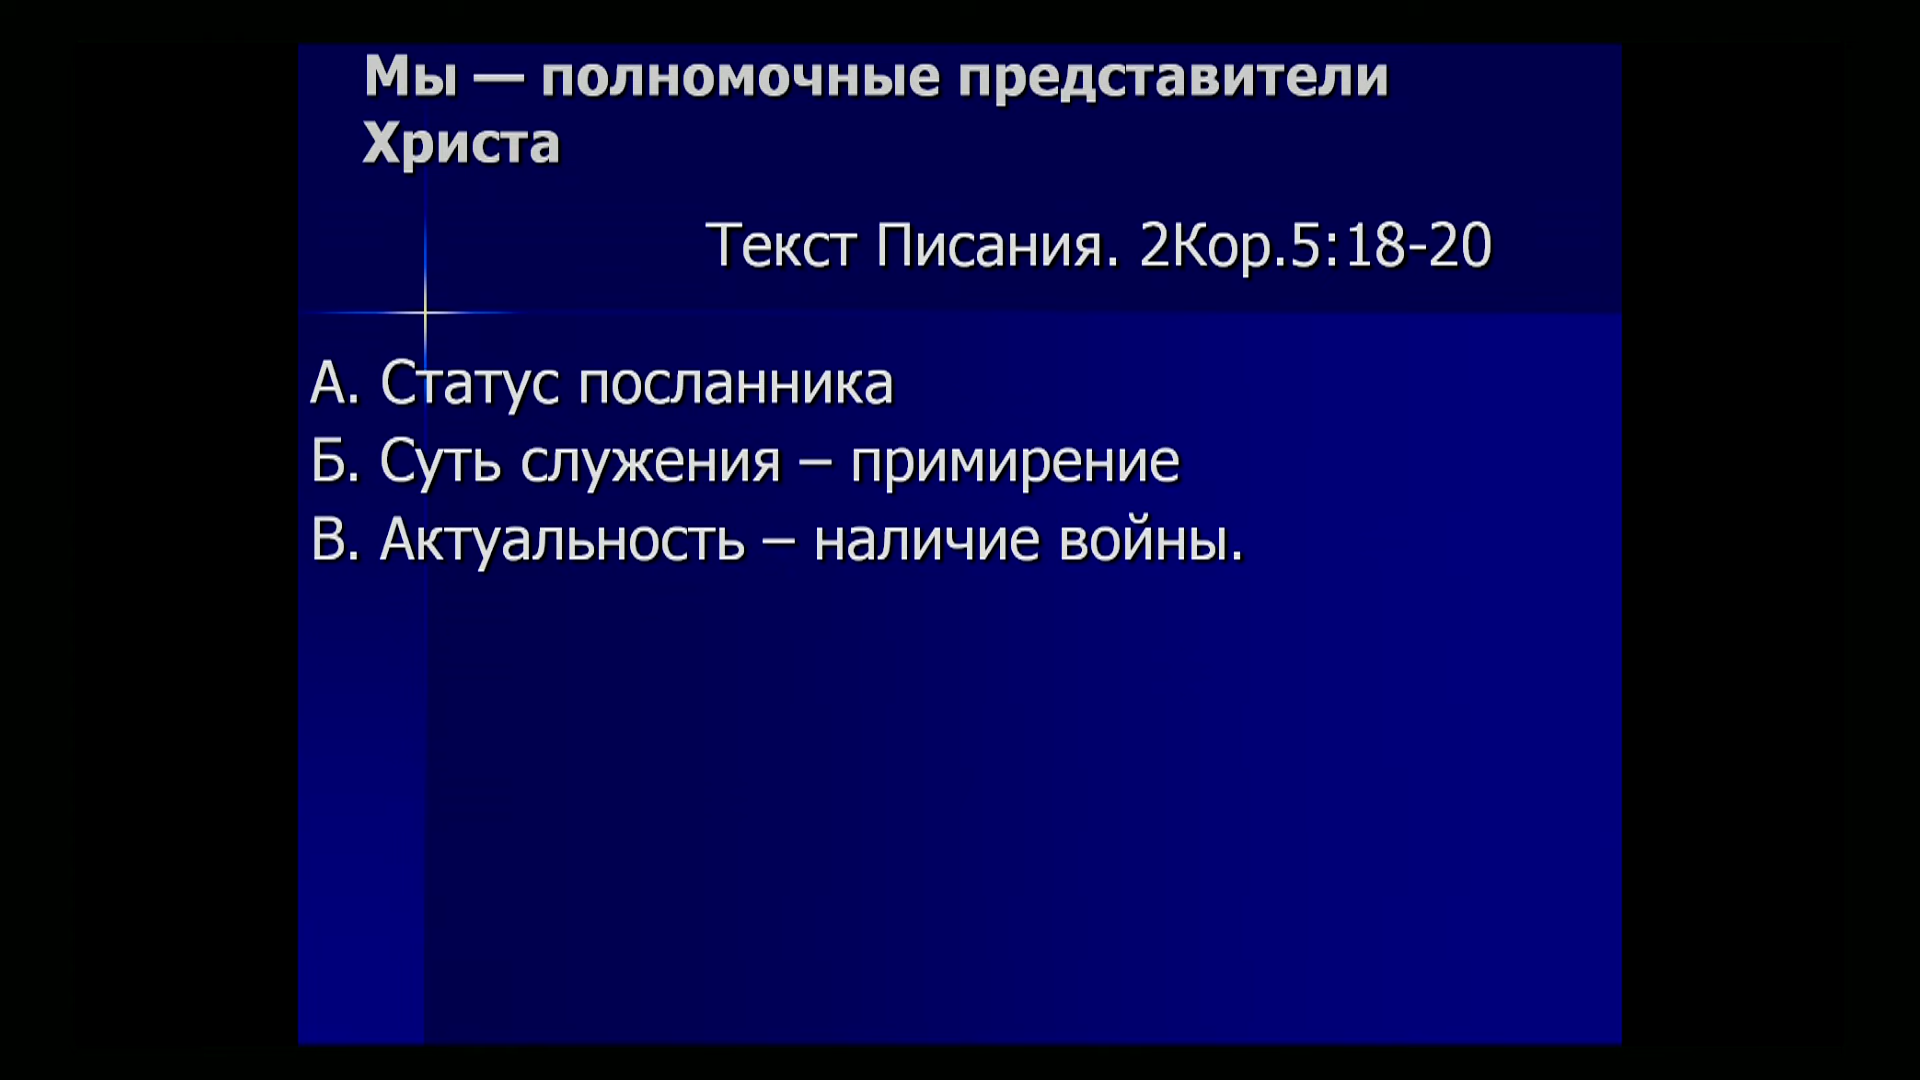 Мы — полномочные представители
Христа
Текст Писания. 2Кор.5:18-20
А. Статус посланника
Б. Суть служения – примирение
В. Актуальность – наличие войны.